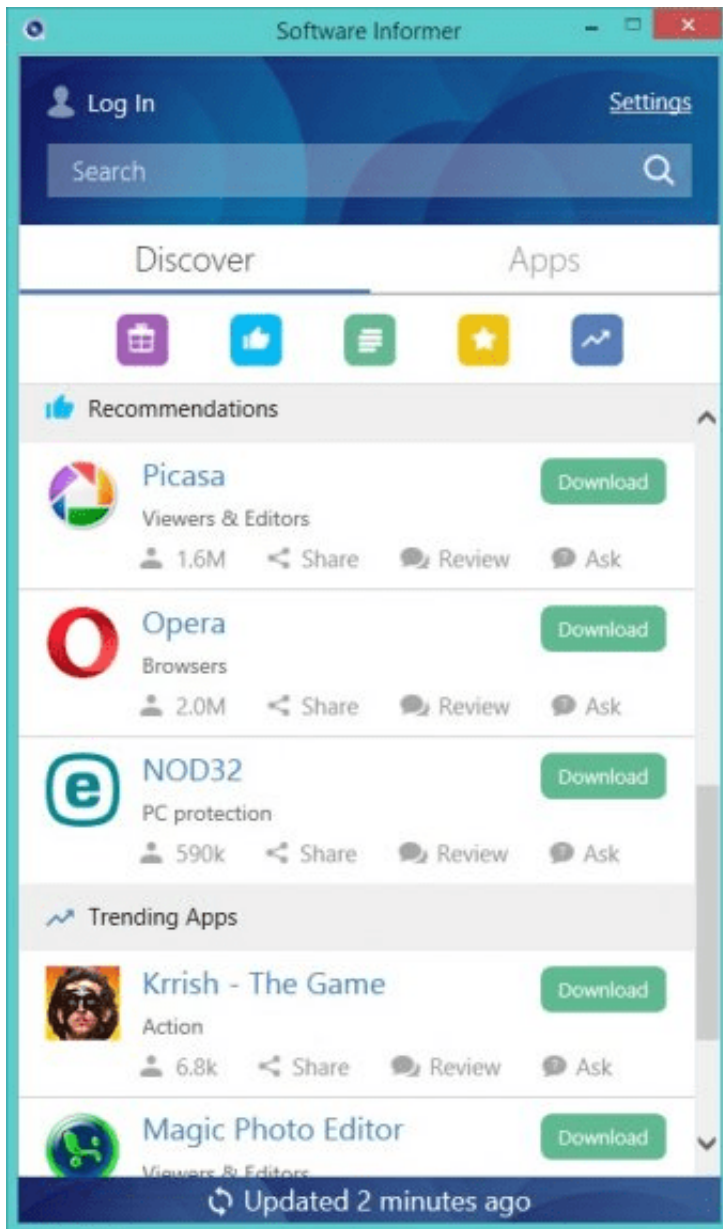 Software Informer
Log In Settings
Search
Discover Apps
Recommendations
Picasa
Download
Viewers & Editors
1.6M Share Review Ask
Opera
Download
Browsers
2.0M Share Review Ask
NOD32
Download
PC protection
590k Share Review Ask
Trending Apps
Krrish - The Game
Download
Action
6.8k Share Review Ask
Magic Photo Editor
Download
Viewers & Editors
Updated 2 minutes ago